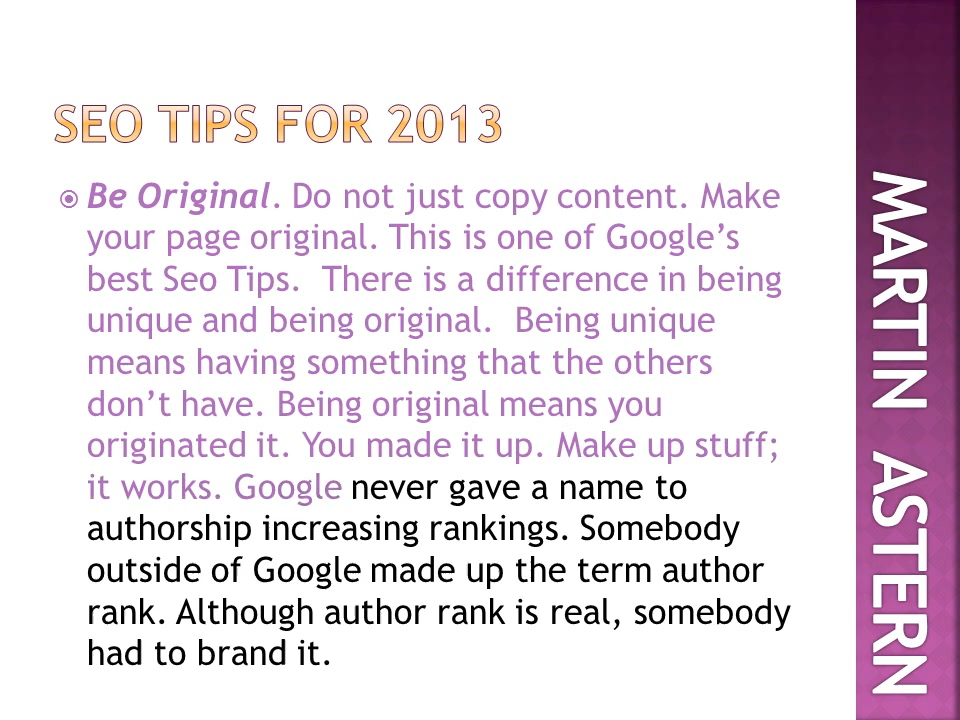 SEO TIPS FOR 2013
Be Original. Do not just copy content. Make
your page original. This is one of Google’s
best Seo Tips.  There is a difference in being
unique and being original.  Being unique
means having something that the others
don’t have. Being original means you
originated it. You made it up. Make up stuff;
it works. Google never gave a name to
authorship increasing rankings. Somebody
outside of Google made up the term author
rank. Although author rank is real, somebody
had to brand it.
MARTIN ASTERN